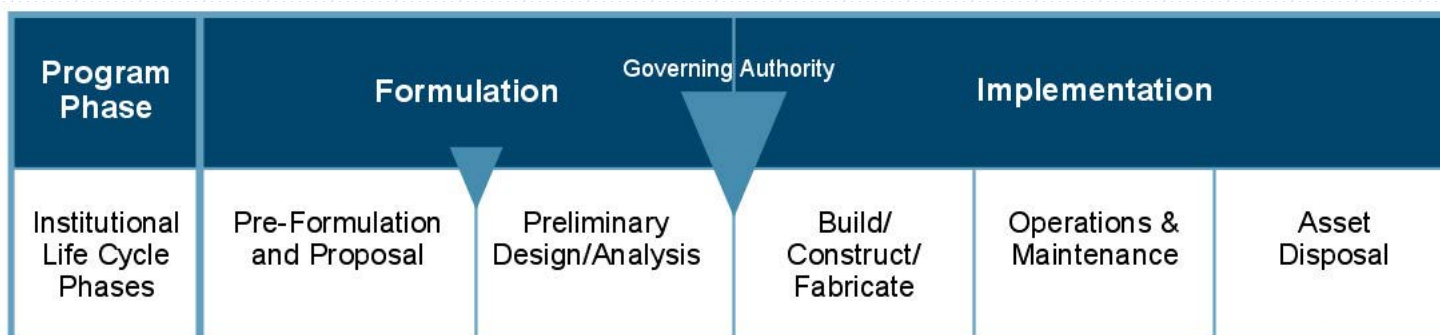 Program
Phase
Formulation
Governing Authority
Implementation
Institutional
Life Cycle
Phases
Pre-Formulation
and Proposal
Preliminary
Design/Analysis
Build/
Construct/
Fabricate
Operations &
Maintenance
Asset
Disposal